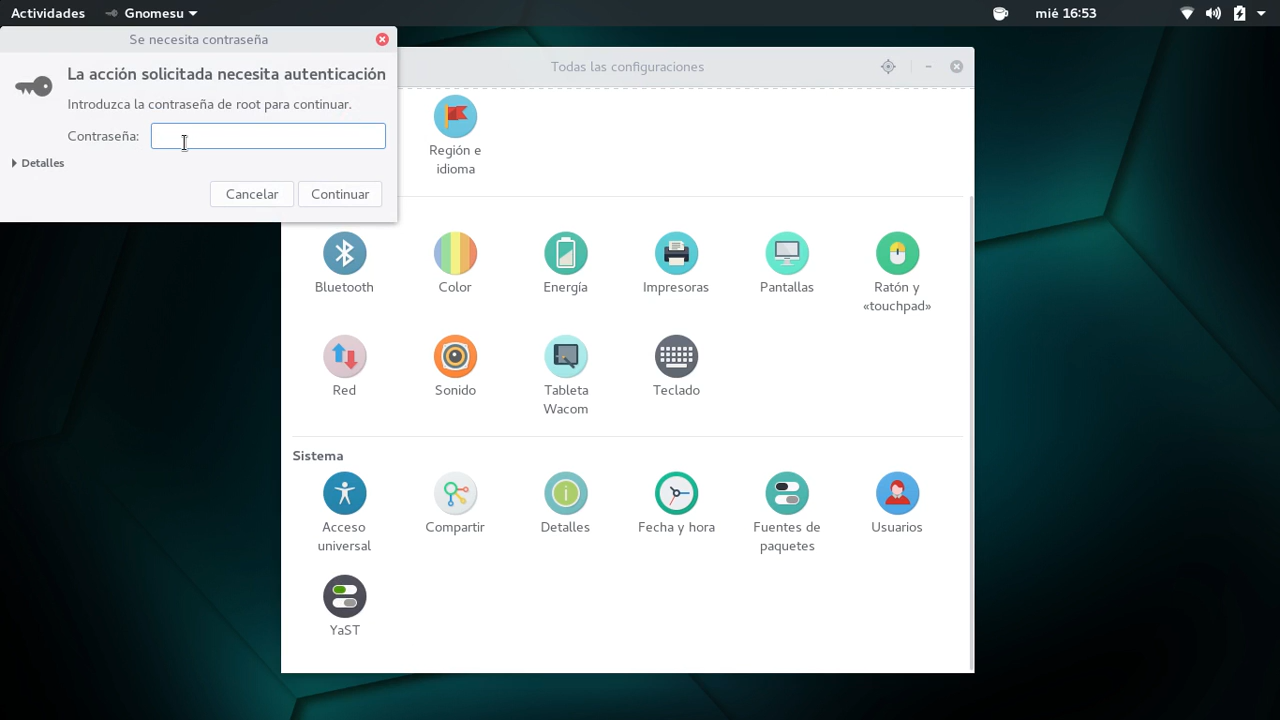 Actividades Gnomesu mié 16:53
Se necesita contraseña
La acción solicitada necesita autenticación
Introduzca la contraseña de root para continuar.
Contraseña:
Detalles
Cancelar Continuar
Todas las configuraciones
Región e
idioma
Bluetooth Color Energía Impresoras Pantallas Ratón y
«touchpad»
Red Sonido Tableta Teclado
Wacom
Sistema
Acceso Compartir Detalles Fecha y hora Fuentes de Usuarios
universal paquetes
YaST